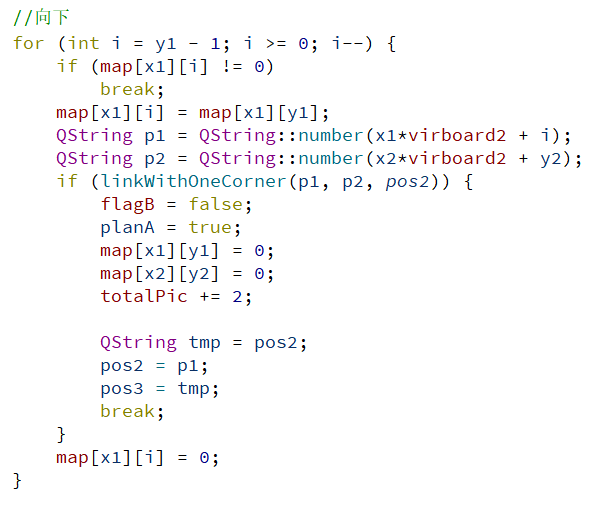 //向下
for (int i = y1 - 1; i >= 0; i--) {
    if (map[x1][i] != 0)
        break;
    map[x1][i] = map[x1][y1];
    QString p1 = QString::number(x1*virboard2 + i);
    QString p2 = QString::number(x2*virboard2 + y2);
    if (linkWithOneCorner(p1, p2, pos2)) {
        flagB = false;
        planA = true;
        map[x1][y1] = 0;
        map[x2][y2] = 0;
        totalPic += 2;

        QString tmp = pos2;
        pos2 = p1;
        pos3 = tmp;
        break;
    }
    map[x1][i] = 0;
}